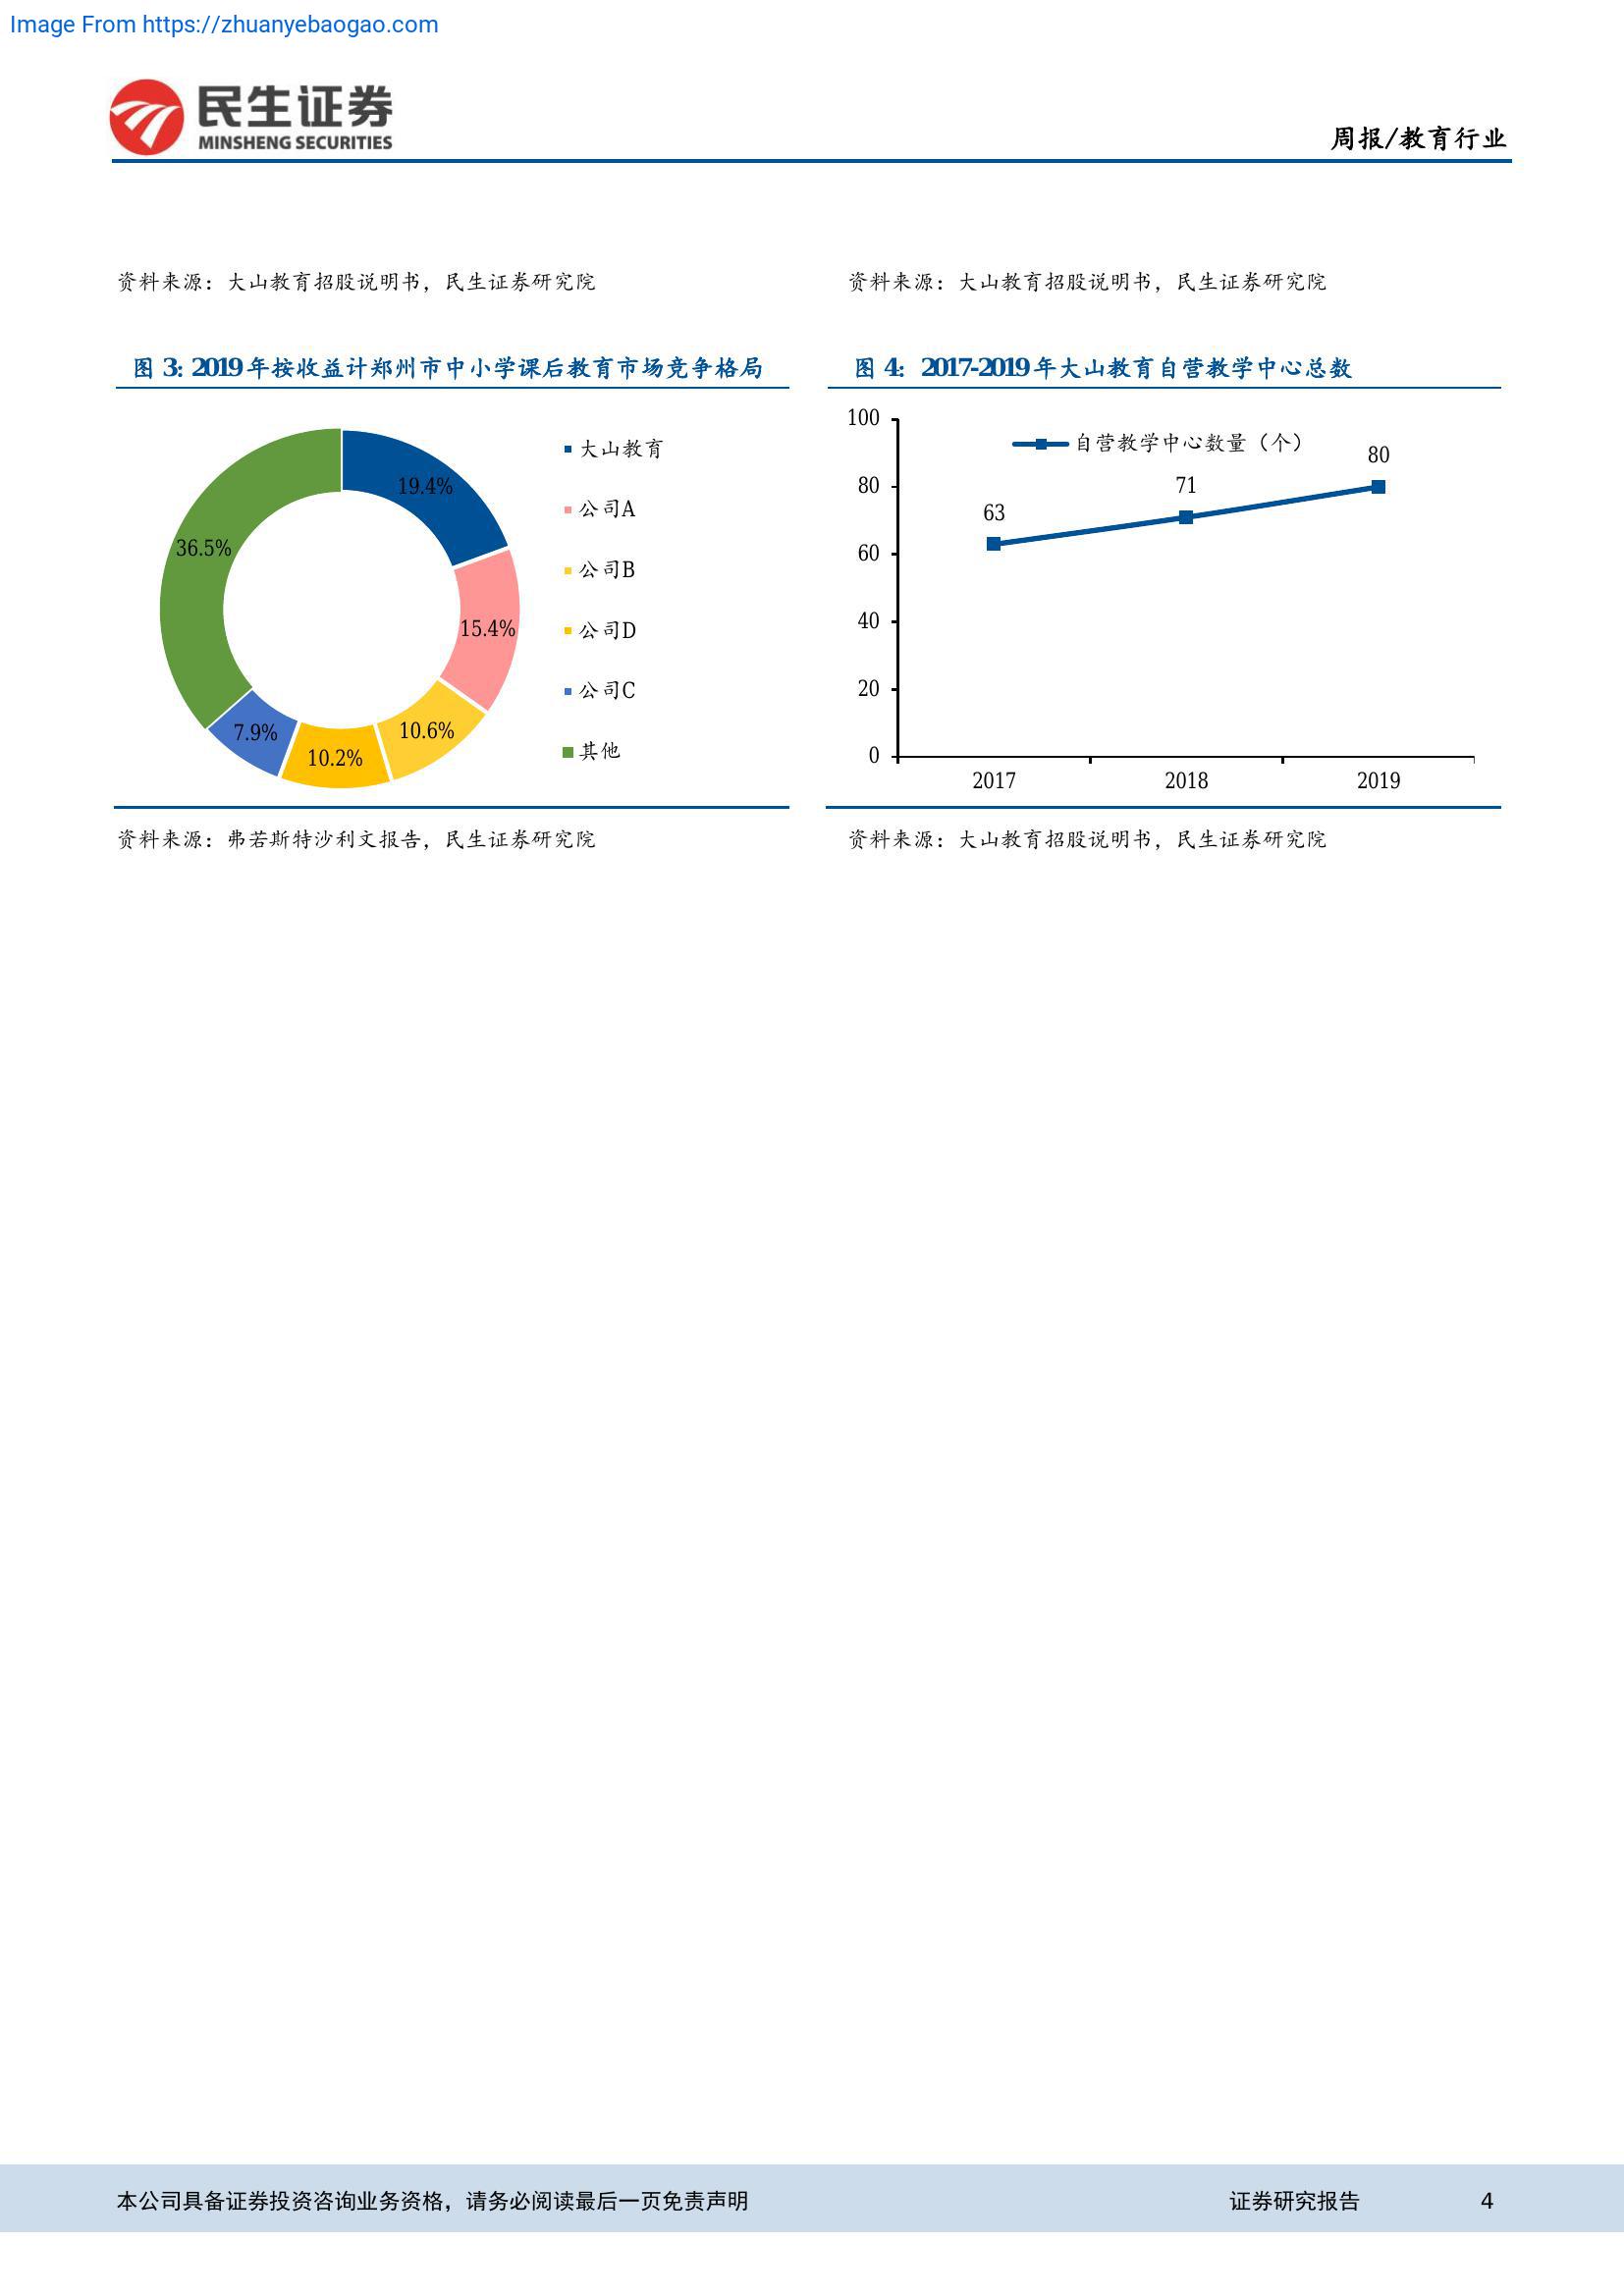 Image From https://zhuanyebaogao.com
民生证券
MINSHENG SECURITIES
周报/教育行业
资料来源：大山教育招股说明书，民生证券研究院
资料来源：大山教育招股说明书，民生证券研究院
图 3: 2019 年按收益计郑州市中小学课后教育市场竞争格局
19.4%
15.4%
10.6%
10.2%
7.9%
36.5%
大山教育
公司A
公司B
公司D
公司C
其他
资料来源：弗若斯特沙利文报告，民生证券研究院
图 4: 2017-2019 年大山教育自营教学中心总数
自营教学中心数量（个）
100
80
60
40
20
0
63
71
80
2017
2018
2019
资料来源：大山教育招股说明书，民生证券研究院
本公司具备证券投资咨询业务资格，请务必阅读最后一页免责声明
证券研究报告
4